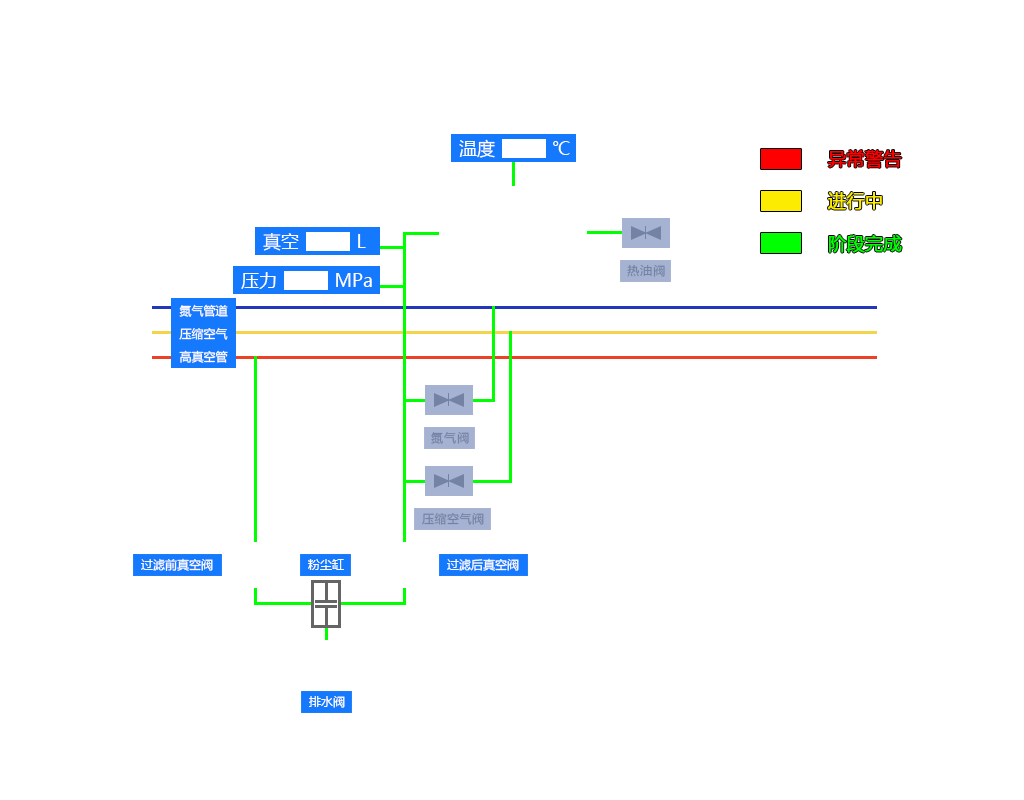 温度 ℃
异常警告
进行中
真空 L
阶段完成
热油阀
压力 MPa
氮气管道
压缩空气
高真空管
氮气阀
压缩空气阀
过滤前真空阀
粉尘缸
过滤后真空阀
排水阀